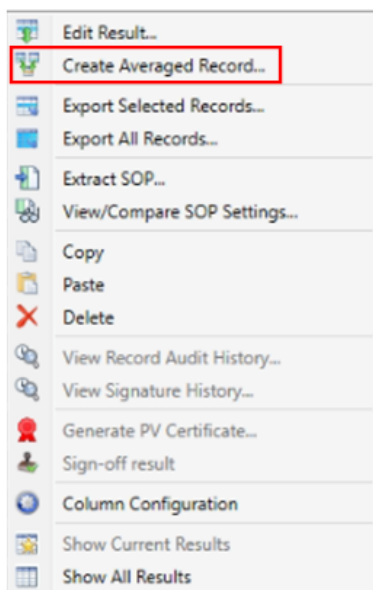 Edit Result...
Create Averaged Record...
Export Selected Records...
Export All Records...
Extract SOP...
View/Compare SOP Settings...
Copy
Paste
Delete
View Record Audit History...
View Signature History...
Generate PV Certificate...
Sign-off result
Column Configuration
Show Current Results
Show All Results